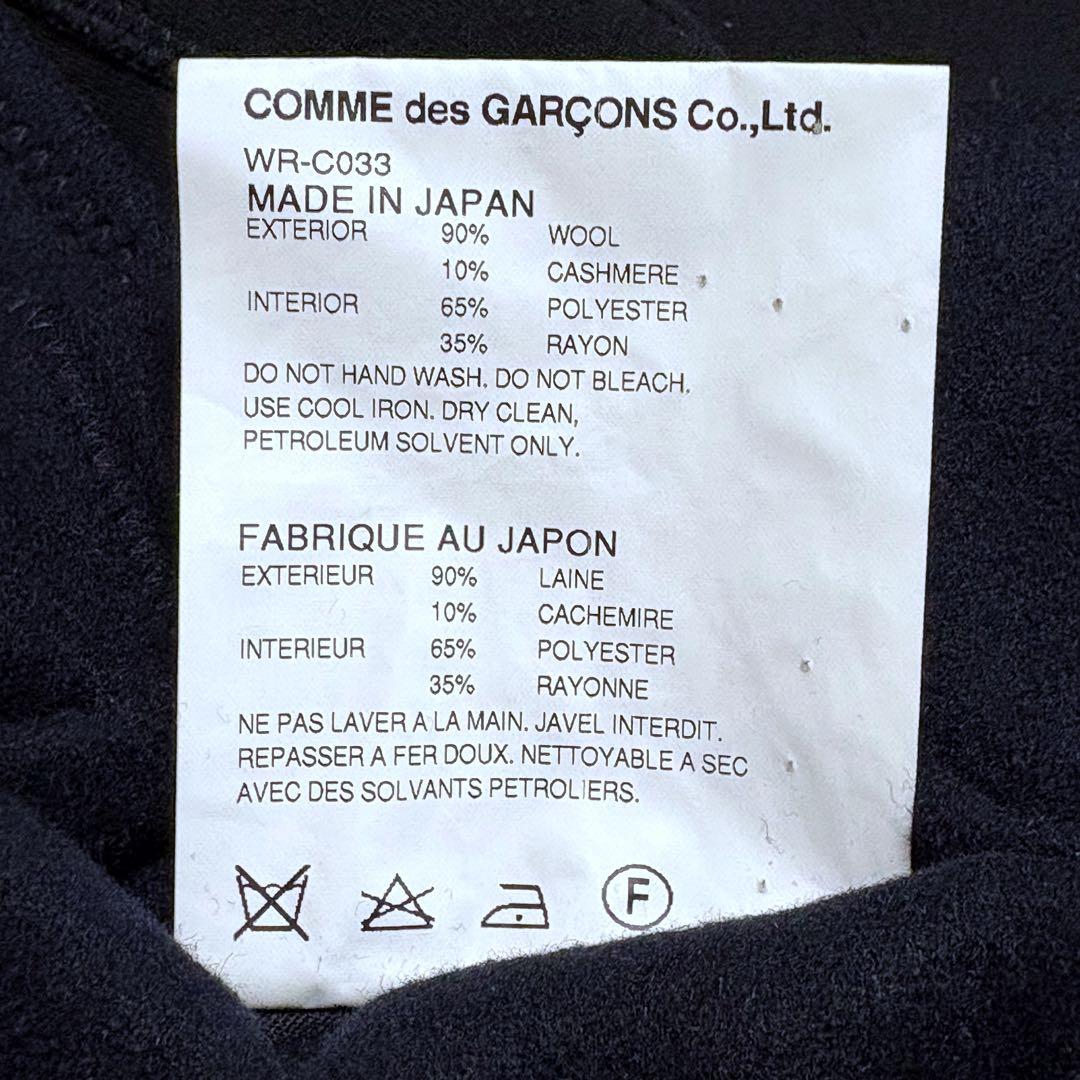 COMME des GARÇONS Co.,Ltd.
WR-C033
MADE IN JAPAN
EXTERIOR 90% WOOL
10% CASHMERE
INTERIOR 65% POLYESTER
35% RAYON
DO NOT HAND WASH. DO NOT BLEACH.
USE COOL IRON. DRY CLEAN,
PETROLEUM SOLVENT ONLY.
FABRIQUE AU JAPON
EXTERIEUR 90% LAINE
10% CACHEMIRE
INTERIEUR 65% POLYESTER
35% RAYONNE
NE PAS LAVER A LA MAIN. JAVEL INTERDIT.
REPASSER A FER DOUX. NETTOYABLE A SEC
AVEC DES SOLVANTS PETROLIERS.
F